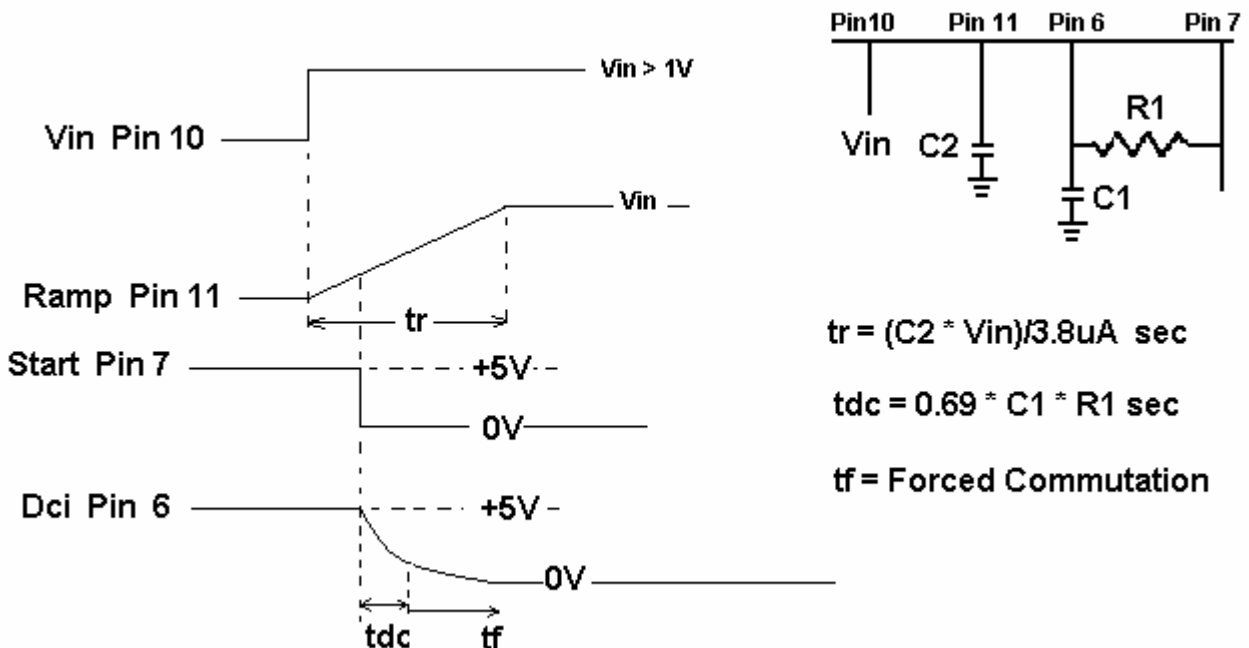 Pin10 Pin 11 Pin 6 Pin 7
Vin > 1V
Vin Pin 10
R1
Vin C2
C1
Vin
Ramp Pin 11
tr
tr = (C2 * Vin)/3.8uA sec
Start Pin 7
+5V
tdc = 0.69 * C1 * R1 sec
0V
tf = Forced Commutation
Dci Pin 6
+5V
0V
tdc tf